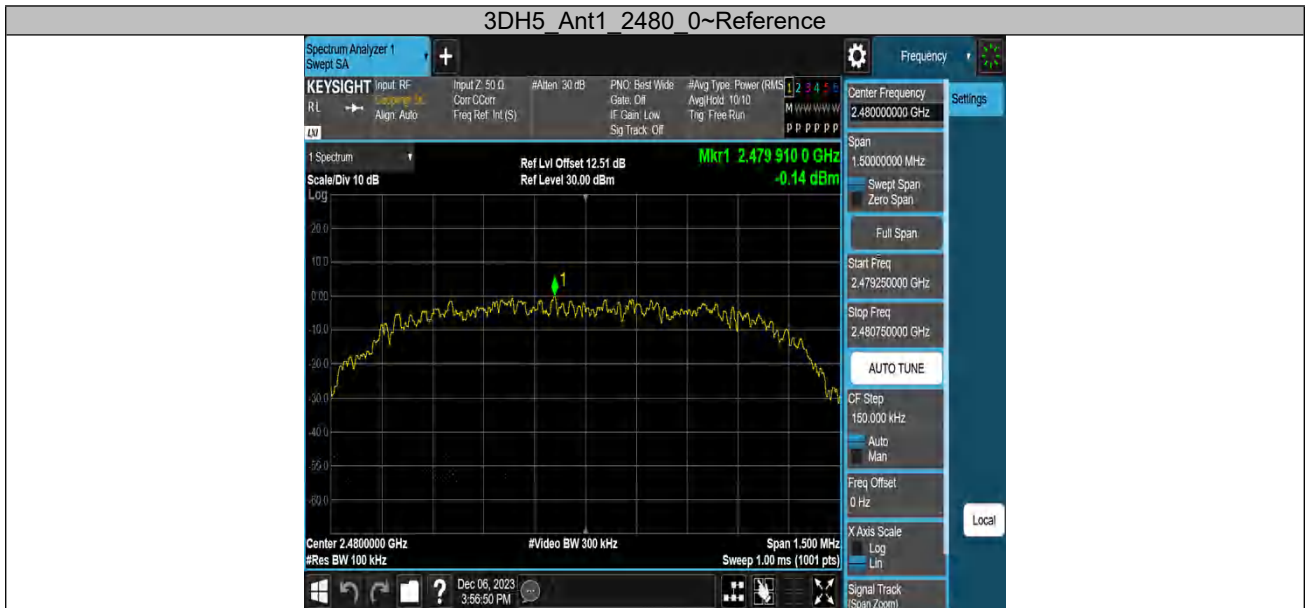 3DH5_Ant1_2480_0~Reference
Spectrum Analyzer 1
Swept SA
+
Frequency
KEYSIGHT
RL
LXI
Input: RF
Coupling: DC
Align: Auto
Input Z: 50 Ω
Corr CCorr
Freq Ref: Int (S)
#Atten: 30 dB
PNO: Best Wide
Gate: Off
IF Gain: Low
Sig Track: Off
#Avg Type: Power (RMS
Avg|Hold: 10/10
Trig: Free Run
1 2 3 4 5 6
M W W W W W
P P P P P P
1 Spectrum
Scale/Div 10 dB
Log
Ref Lvl Offset 12.51 dB
Ref Level 30.00 dBm
Mkr1 2.479 910 0 GHz
-0.14 dBm
20.0
10.0
0.00
-10.0
-20.0
-30.0
-40.0
-50.0
-60.0
1
Center 2.4800000 GHz
#Res BW 100 kHz
#Video BW 300 kHz
Span 1.500 MHz
Sweep 1.00 ms (1001 pts)
Center Frequency
2.480000000 GHz
Settings
Span
1.50000000 MHz
Swept Span
Zero Span
Full Span
Start Freq
2.479250000 GHz
Stop Freq
2.480750000 GHz
AUTO TUNE
CF Step
150.000 kHz
Auto
Man
Freq Offset
0 Hz
X Axis Scale
Log
Lin
Local
Signal Track
(Span Zoom)
?
Dec 06, 2023
3:56:50 PM